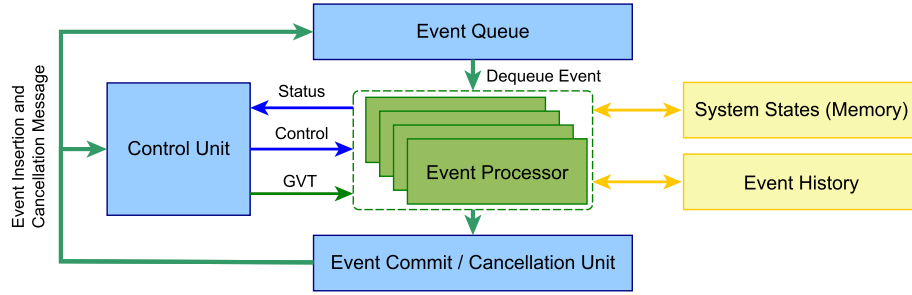 Event Queue
Dequeue Event
Event Insertion and
Cancellation Message
Status
Control Unit
Control
GVT
Event Processor
System States (Memory)
Event History
Event Commit / Cancellation Unit